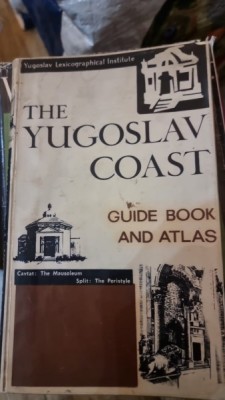 Yugoslav Lexicographical Institute
THE
YUGOSLAV
COAST
GUIDE BOOK
AND ATLAS
Cavtat: The Mausoleum
Split: The Peristyle